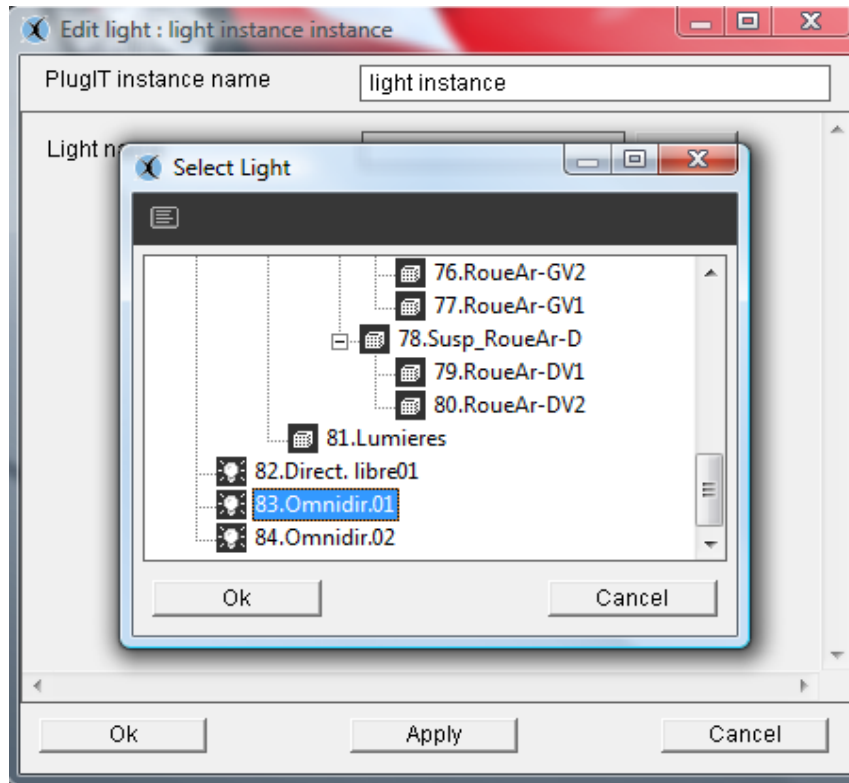 Edit light : light instance instance
PlugIT instance name
light instance
Light n
Select Light
76.RoueAr-GV2
77.RoueAr-GV1
78.Susp_RoueAr-D
79.RoueAr-DV1
80.RoueAr-DV2
81.Lumieres
82.Direct. libre01
83.Omnidir.01
84.Omnidir.02
Ok Cancel
Ok Apply Cancel